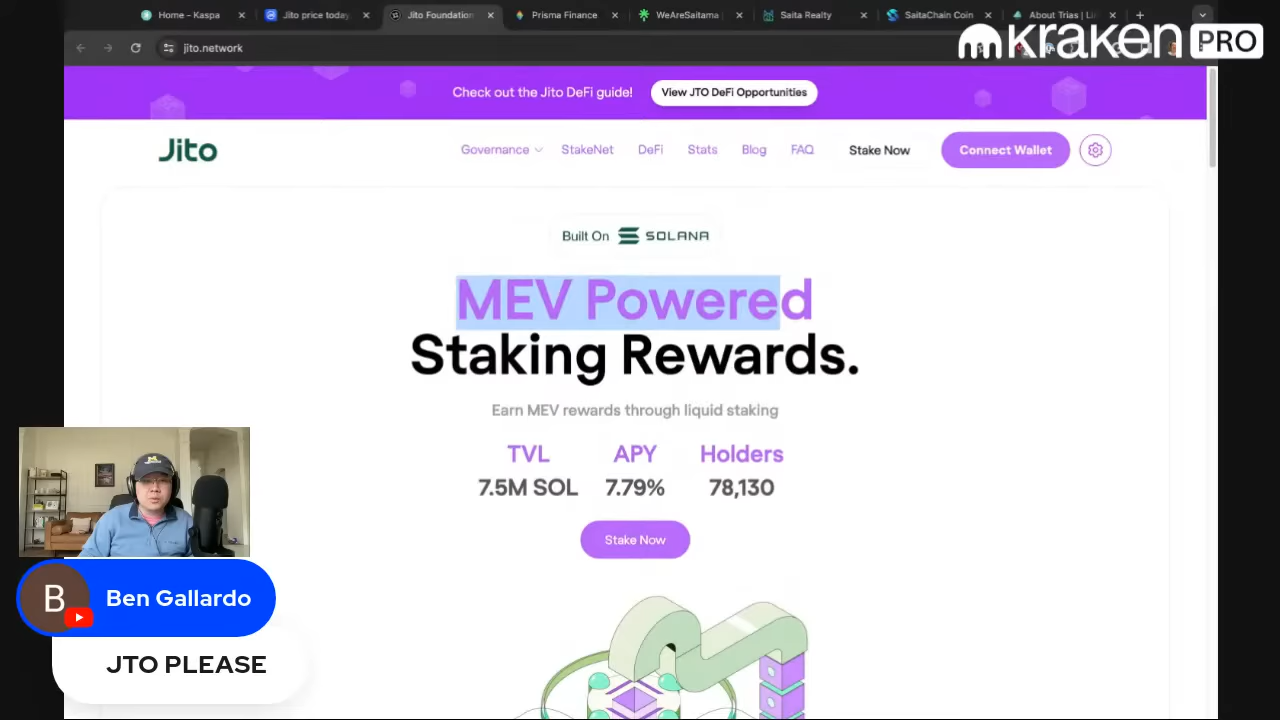 Home - Kaspa
Jito price today
Jito Foundation
Prisma Finance
WeAreSaitama
Saita Realty
SaitaChain Coin
About Trias | Li
jito.network
kraken PRO
Check out the Jito DeFi guide!
View JTO DeFi Opportunities
Jito
Governance
StakeNet
DeFi
Stats
Blog
FAQ
Stake Now
Connect Wallet
Built On SOLANA
MEV Powered
Staking Rewards.
Earn MEV rewards through liquid staking
TVL APY Holders
7.5M SOL 7.79% 78,130
Stake Now
B
Ben Gallardo
JTO PLEASE